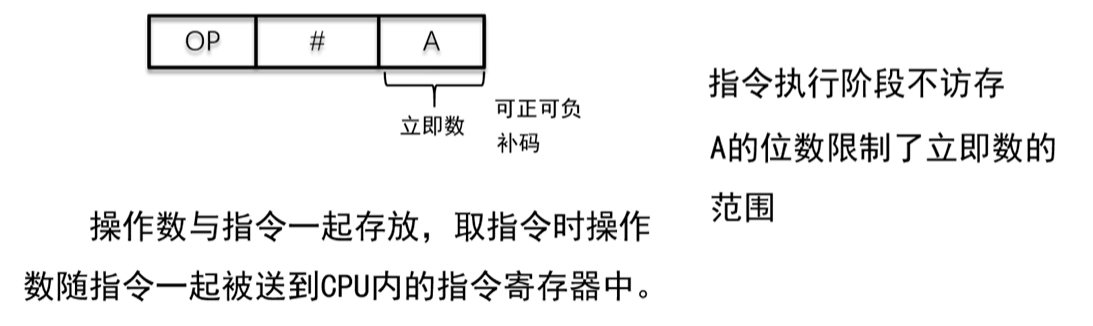 OP # A
立即数
可正可负
补码
操作数与指令一起存放，取指令时操作
数随指令一起被送到CPU内的指令寄存器中。
指令执行阶段不访存
A的位数限制了立即数的
范围